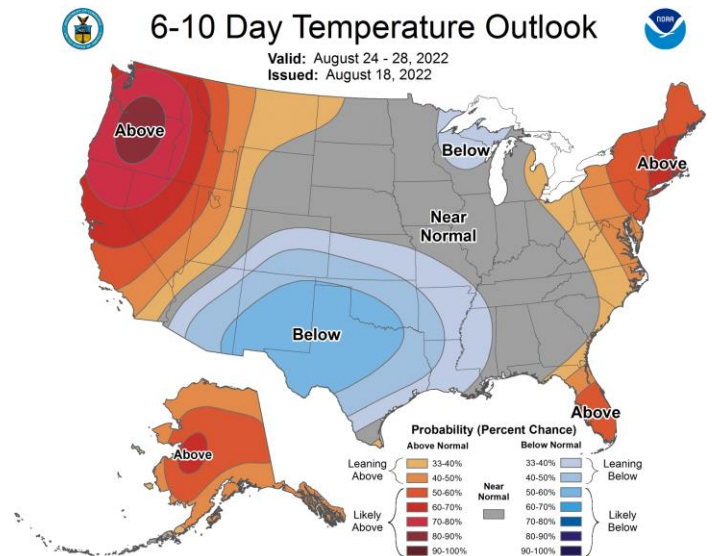 6-10 Day Temperature Outlook
Valid: August 24 - 28, 2022
Issued: August 18, 2022
NOAA
Above
Below
Above
Near
Normal
Below
Above
Above
Probability (Percent Chance)
Above Normal
Below Normal
Leaning
Above
33-40%
40-50%
Likely
Above
50-60%
60-70%
70-80%
80-90%
90-100%
Near
Normal
33-40%
40-50%
Leaning
Below
50-60%
60-70%
70-80%
80-90%
90-100%
Likely
Below